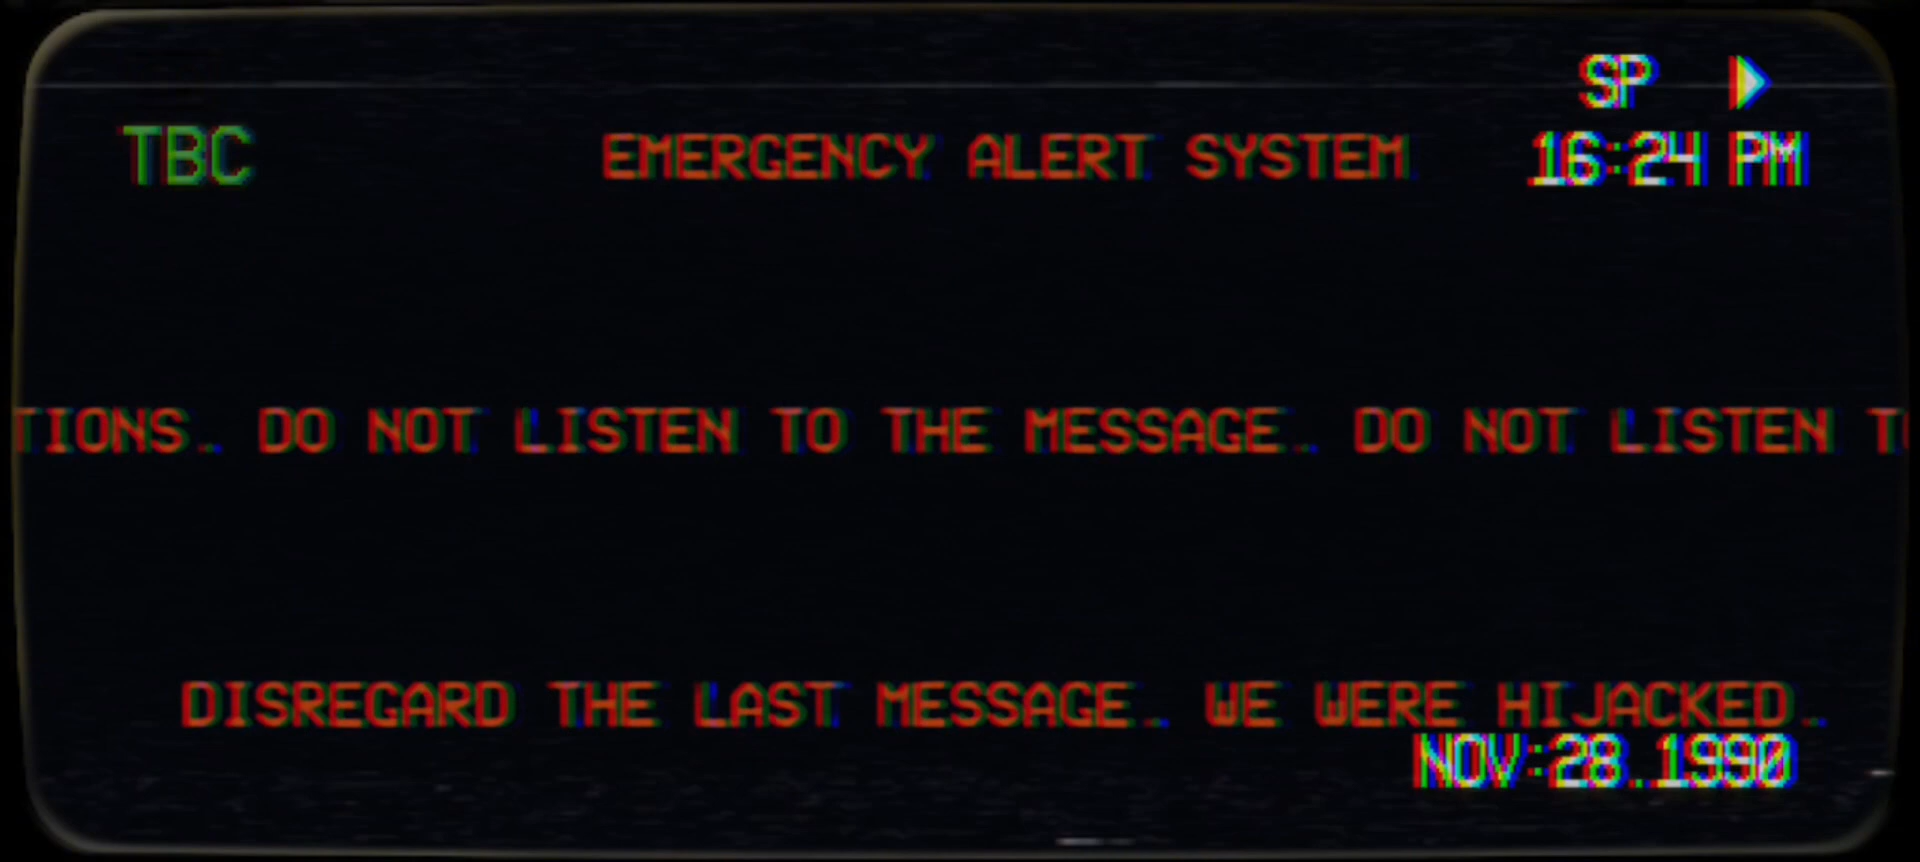 SP
TBC EMERGENCY ALERT SYSTEM 16:24 PM
TIONS. DO NOT LISTEN TO THE MESSAGE. DO NOT LISTEN T
DISREGARD THE LAST MESSAGE. WE WERE HIJACKED.
NOV:28.1990